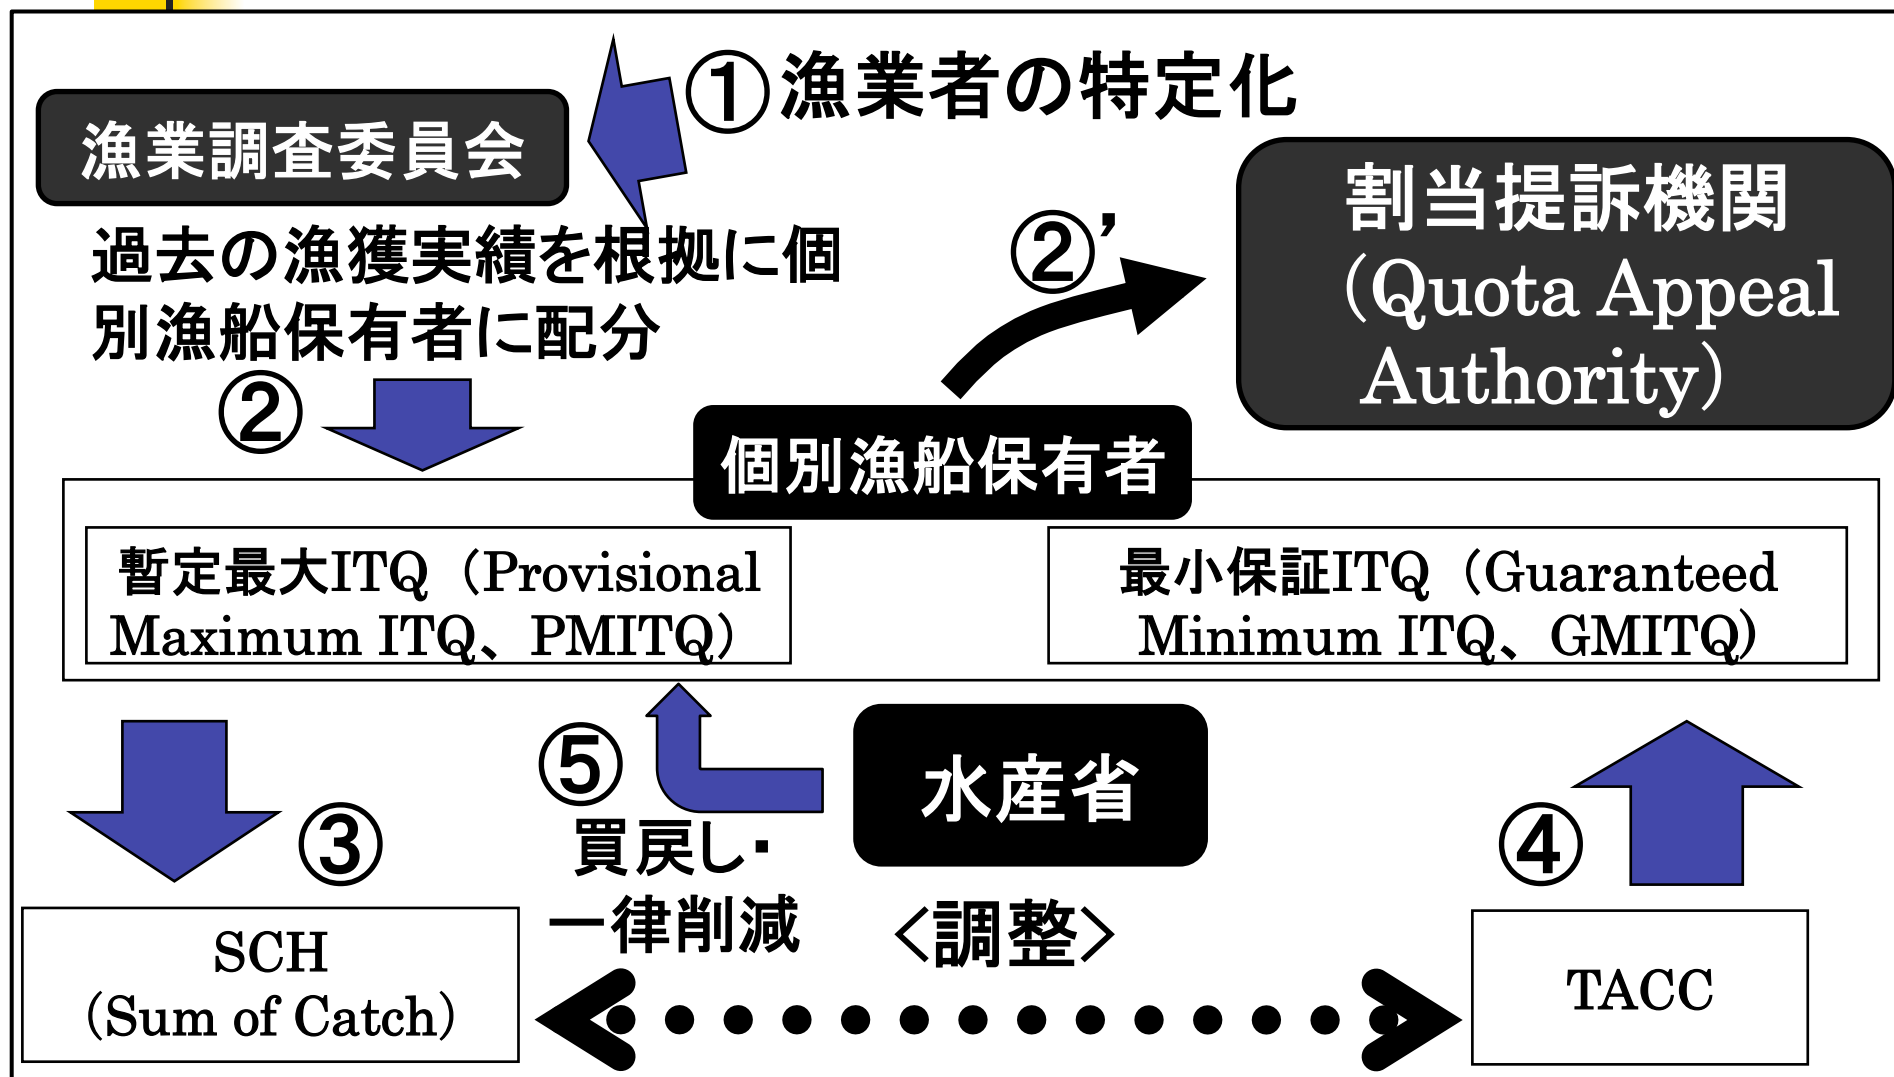 ①漁業者の特定化
漁業調査委員会
過去の漁獲実績を根拠に個
別漁船保有者に配分
②
②’
割当提訴機関
（Quota Appeal
Authority）
個別漁船保有者
暫定最大ITQ（Provisional
Maximum ITQ、PMITQ）
最小保証ITQ（Guaranteed
Minimum ITQ、GMITQ)
③
⑤
買戻し・
一律削減
水産省
＜調整＞
④
SCH
（Sum of Catch）
TACC